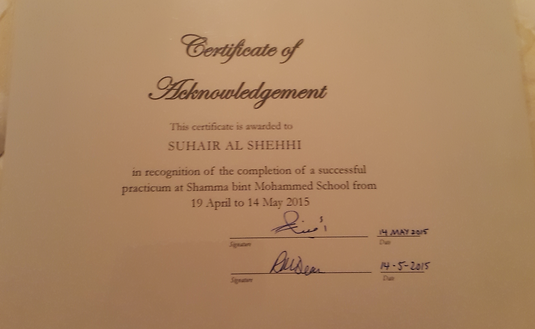 Certificate of
Acknowledgement
This certificate is awarded to
SUHAIR AL SHEHHI
in recognition of the completion of a successful
practicum at Shamma bint Mohammed School from
19 April to 14 May 2015
14 MAY 2015
Signature Date
14-5-2015
Signature Date